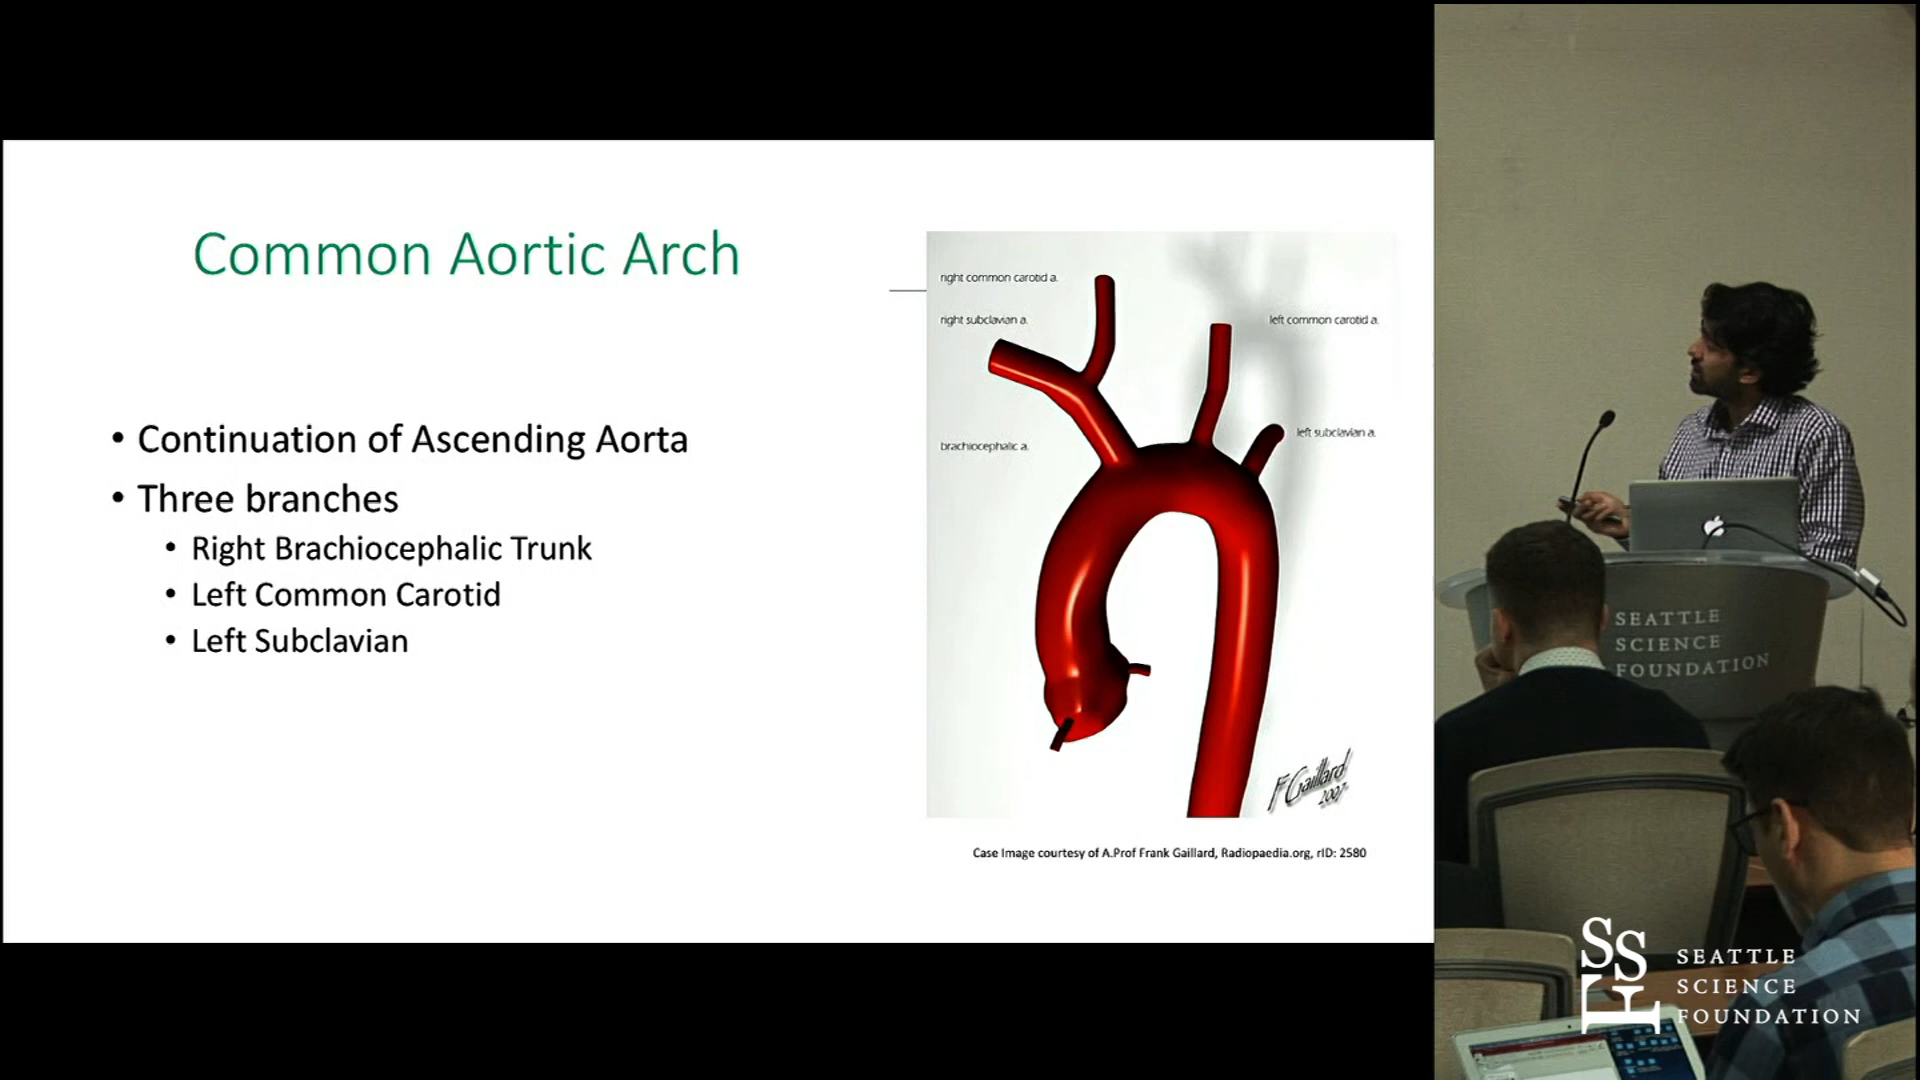 Common Aortic Arch
• Continuation of Ascending Aorta
• Three branches
• Right Brachiocephalic Trunk
• Left Common Carotid
• Left Subclavian
right common carotid a.
right subclavian a.
left common carotid a.
left subclavian a.
brachiocephalic a.
F Gaillard
2007
Case Image courtesy of A.Prof Frank Gaillard, Radiopaedia.org, rID: 2580
SEATTLE
SCIENCE
FOUNDATION
SSF
SEATTLE
SCIENCE
FOUNDATION